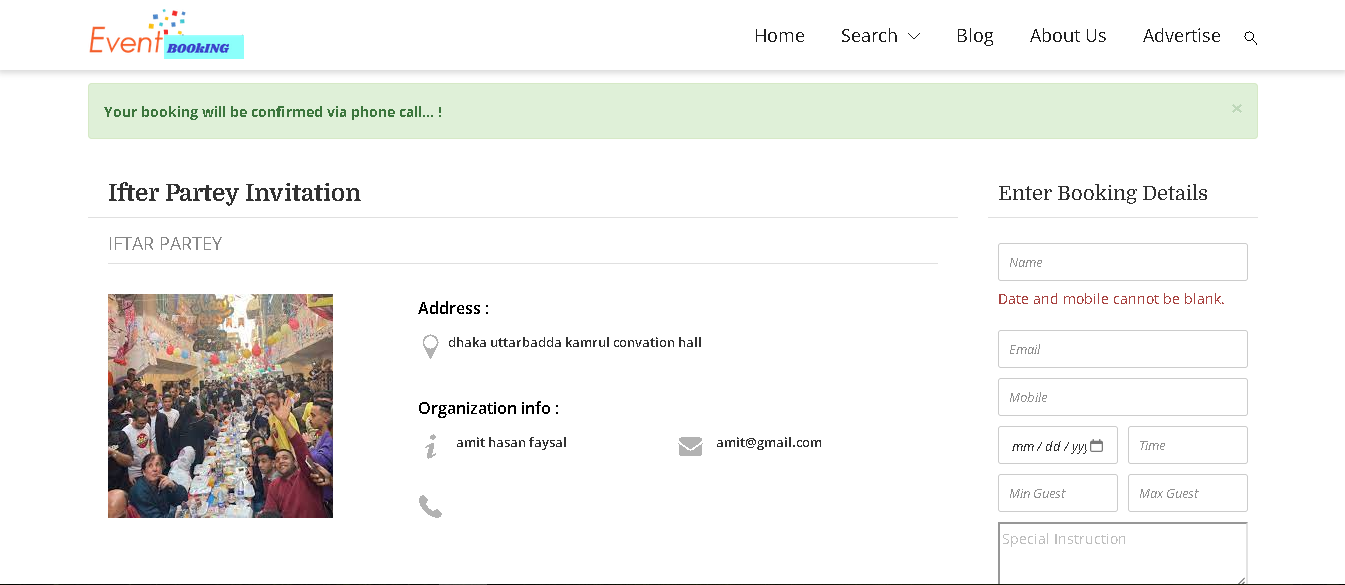 Event BOOKING
Home Search Blog About Us Advertise
Your booking will be confirmed via phone call... !
×
Ifter Partey Invitation
IFTAR PARTEY
Address :
dhaka uttarbadda kamrul convation hall
Organization info :
amit hasan faysal amit@gmail.com
Enter Booking Details
Name
Date and mobile cannot be blank.
Email
Mobile
mm / dd / yyy Time
Min Guest Max Guest
Special Instruction